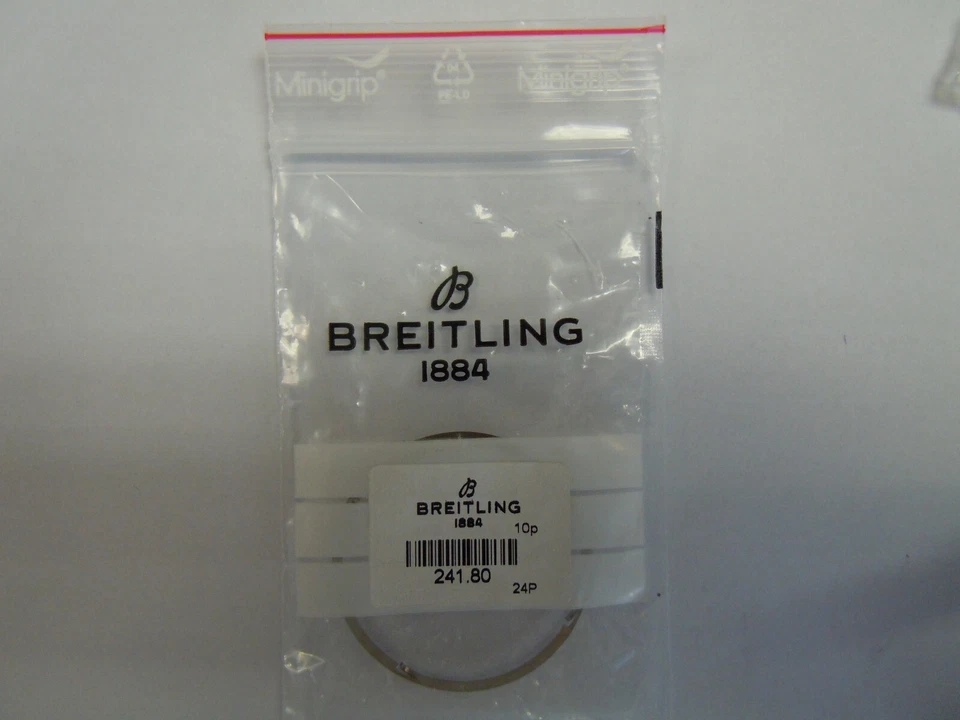 Minigrip® Minigrip®
PE-LD
B
BREITLING
1884
B
BREITLING
1884
10p
241.80
24P